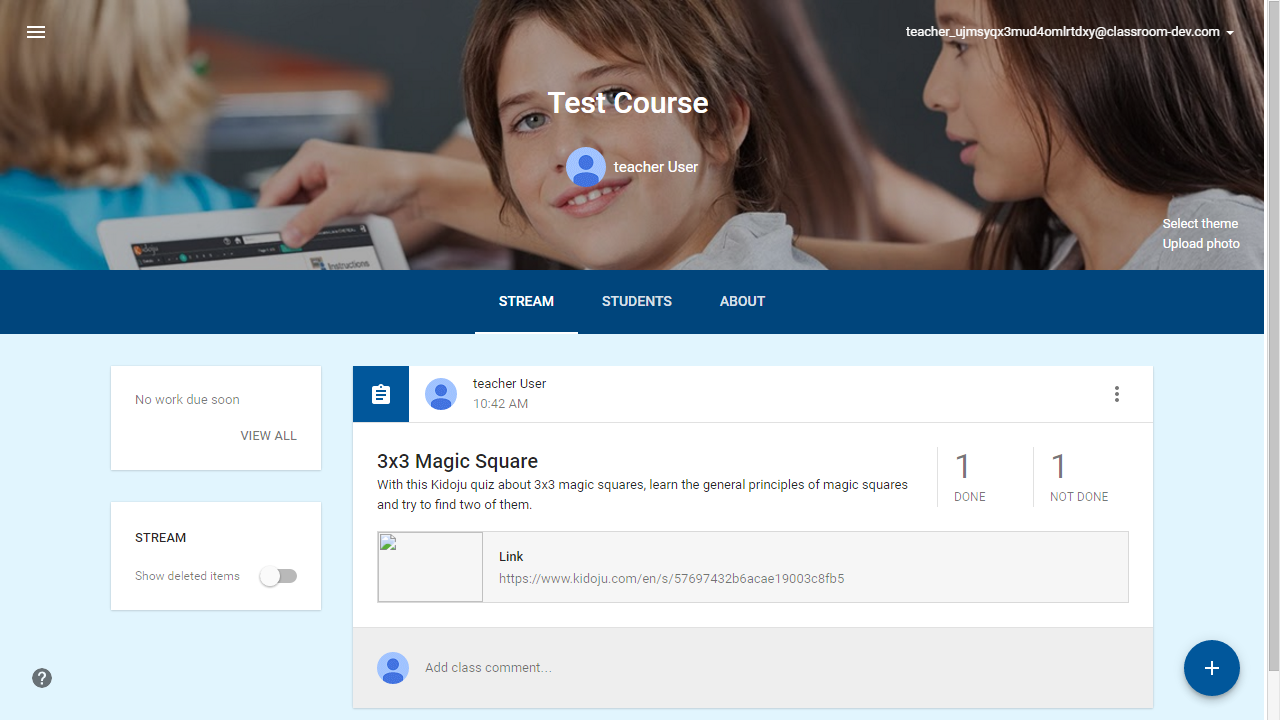 teacher_ujmsyqx3mud4omlrtdxy@classroom-dev.com
Test Course
teacher User
Select theme
Upload photo
kidoju
Instructions
STREAM STUDENTS ABOUT
No work due soon
VIEW ALL
STREAM
Show deleted items
teacher User
10:42 AM
3x3 Magic Square
With this Kidoju quiz about 3x3 magic squares, learn the general principles of magic squares
and try to find two of them.
1
DONE
1
NOT DONE
Link
https://www.kidoju.com/en/s/57697432b6acae19003c8fb5
Add class comment...